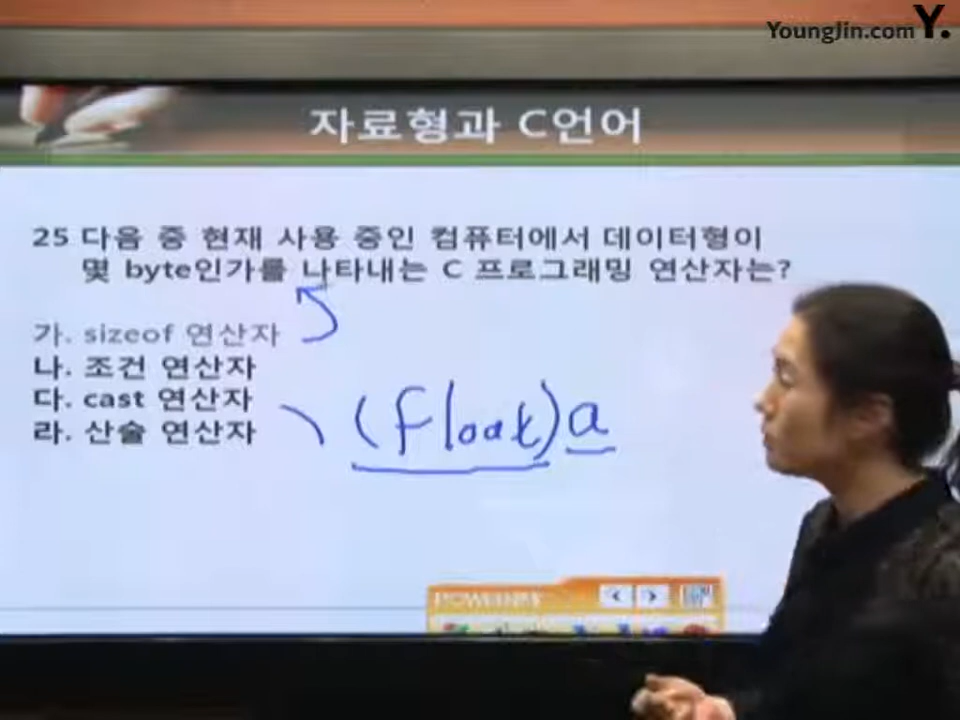 YoungJin.com Y.
자료형과 C언어
25 다음 중 현재 사용 중인 컴퓨터에서 데이터형이
몇 byte인가를 나타내는 C 프로그래밍 연산자는?
가. sizeof 연산자
나. 조건 연산자
다. cast 연산자
라. 산술 연산자
(float)a